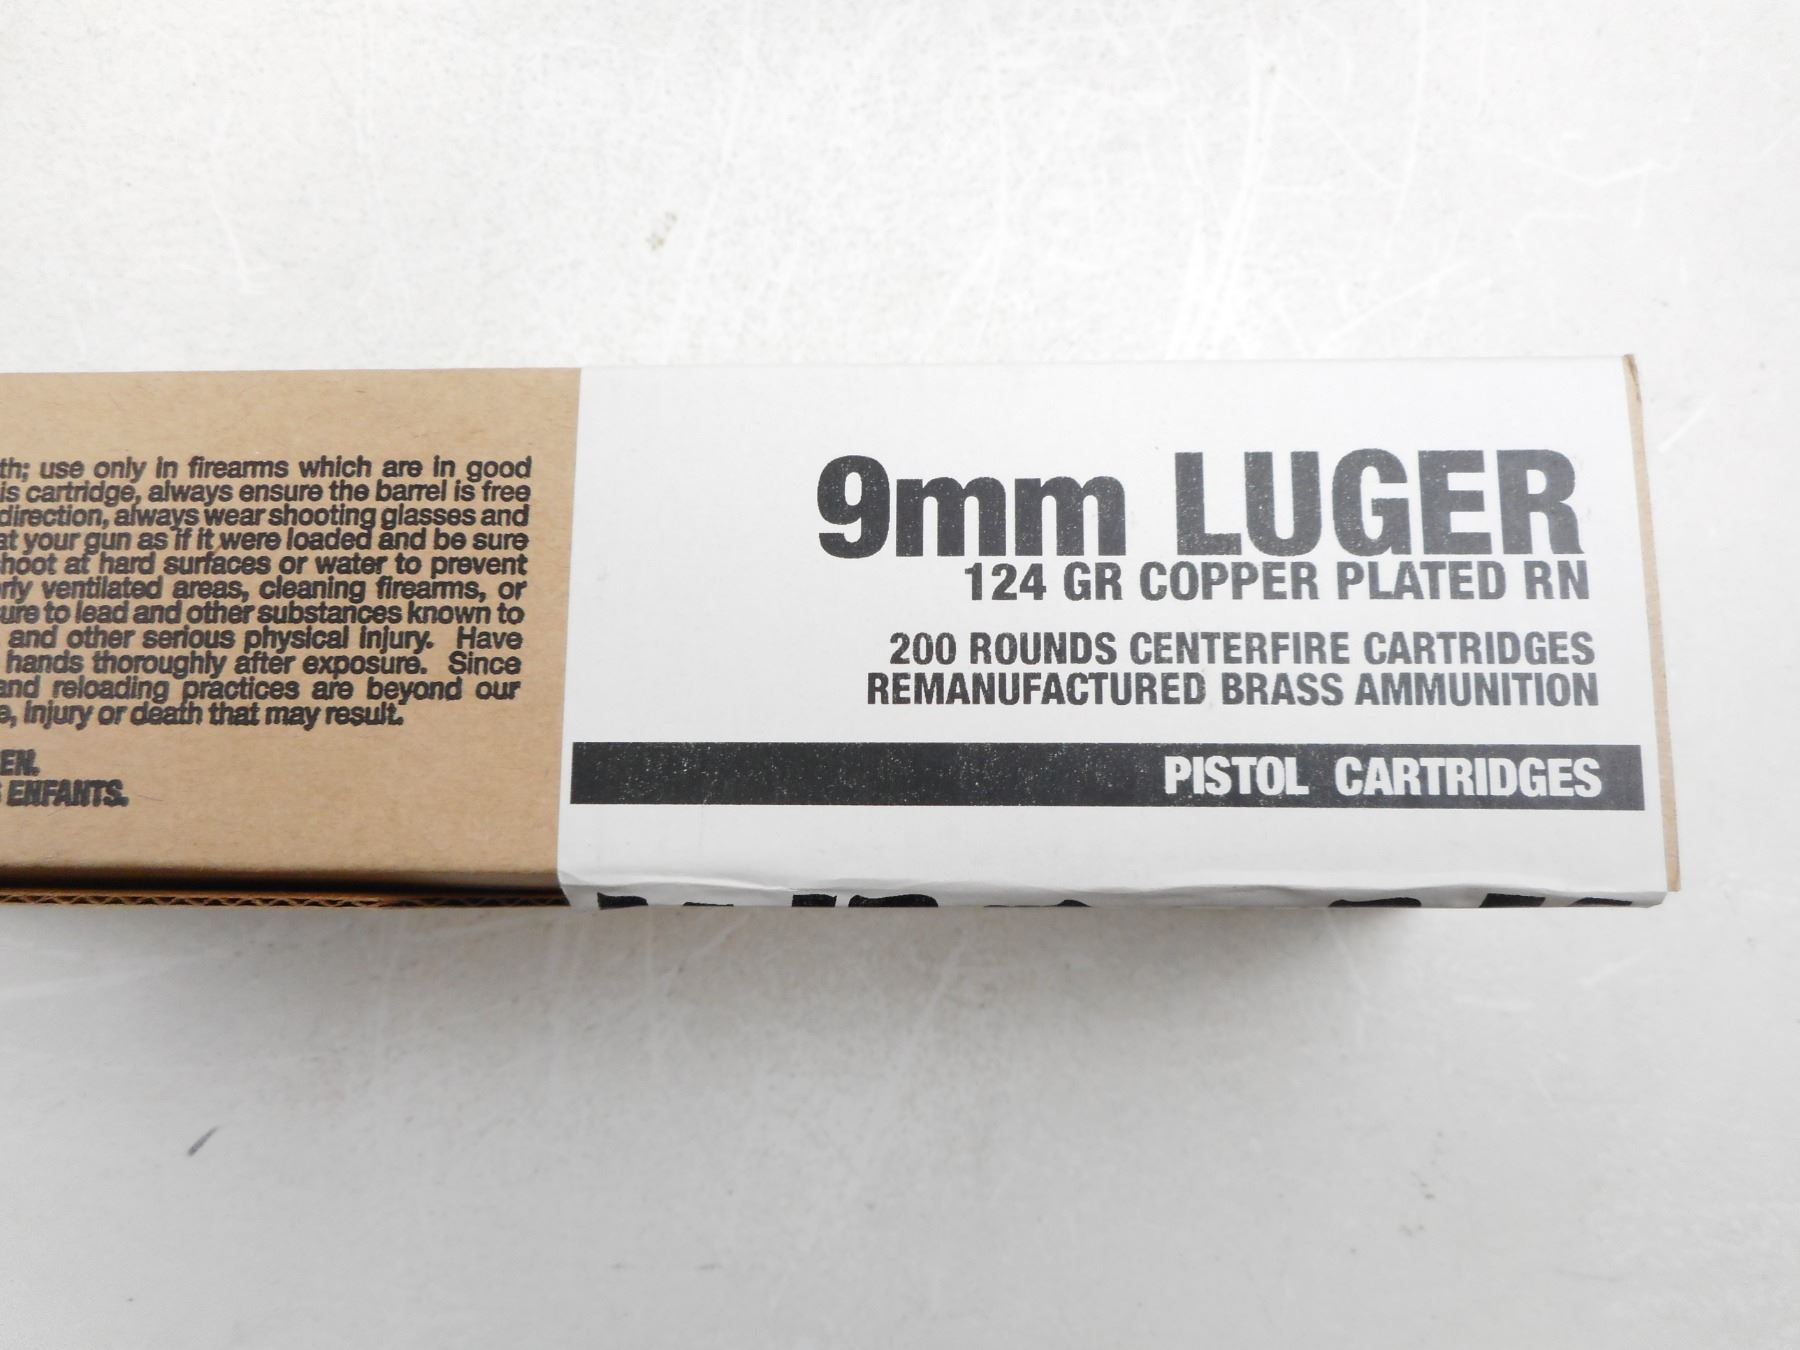 th; use only in firearms which are in good
is cartridge, always ensure the barrel is free
direction, always wear shooting glasses and
at your gun as if it were loaded and be sure
hoot at hard surfaces or water to prevent
rly ventilated areas, cleaning firearms, or
ure to lead and other substances known to
and other serious physical injury. Have
hands thoroughly after exposure. Since
and reloading practices are beyond our
e, injury or death that may result.
EN.
ENFANTS.
9mm LUGER
124 GR COPPER PLATED RN
200 ROUNDS CENTERFIRE CARTRIDGES
REMANUFACTURED BRASS AMMUNITION
PISTOL CARTRIDGES